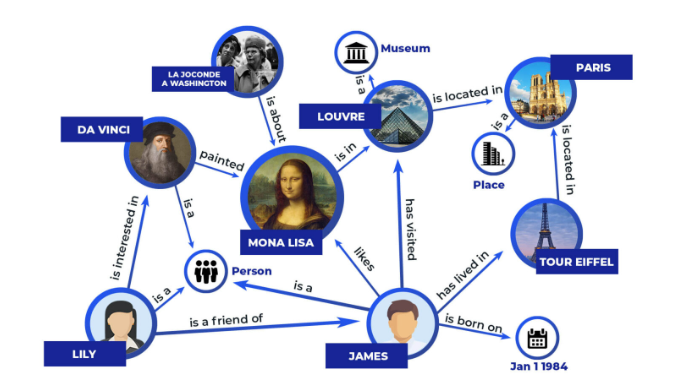 Museum
PARIS
LA JOCONDE
A WASHINGTON
is a
is located in
is about
LOUVRE
DA VINCI
is a
is located in
painted
is in
Place
is a
is interested in
has visited
MONA LISA
likes
TOUR EIFFEL
Person
is a
is a
has lived in
is a friend of
is born on
LILY
JAMES
Jan 1 1984